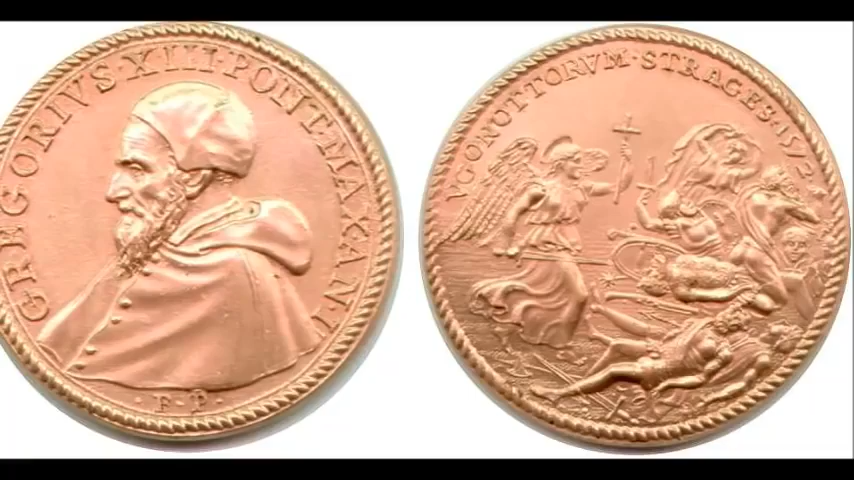 GREGORIVS·XIII·PONT·MAX·AN·I
·F·P·
VGONOTTORVM·STRAGES·1572